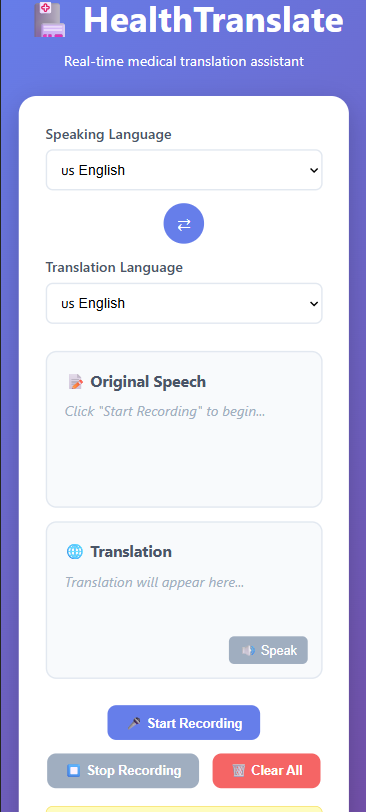 HealthTranslate
Real-time medical translation assistant
Speaking Language
us English
Translation Language
us English
Original Speech
Click "Start Recording" to begin...
Translation
Translation will appear here...
Speak
Start Recording
Stop Recording
Clear All